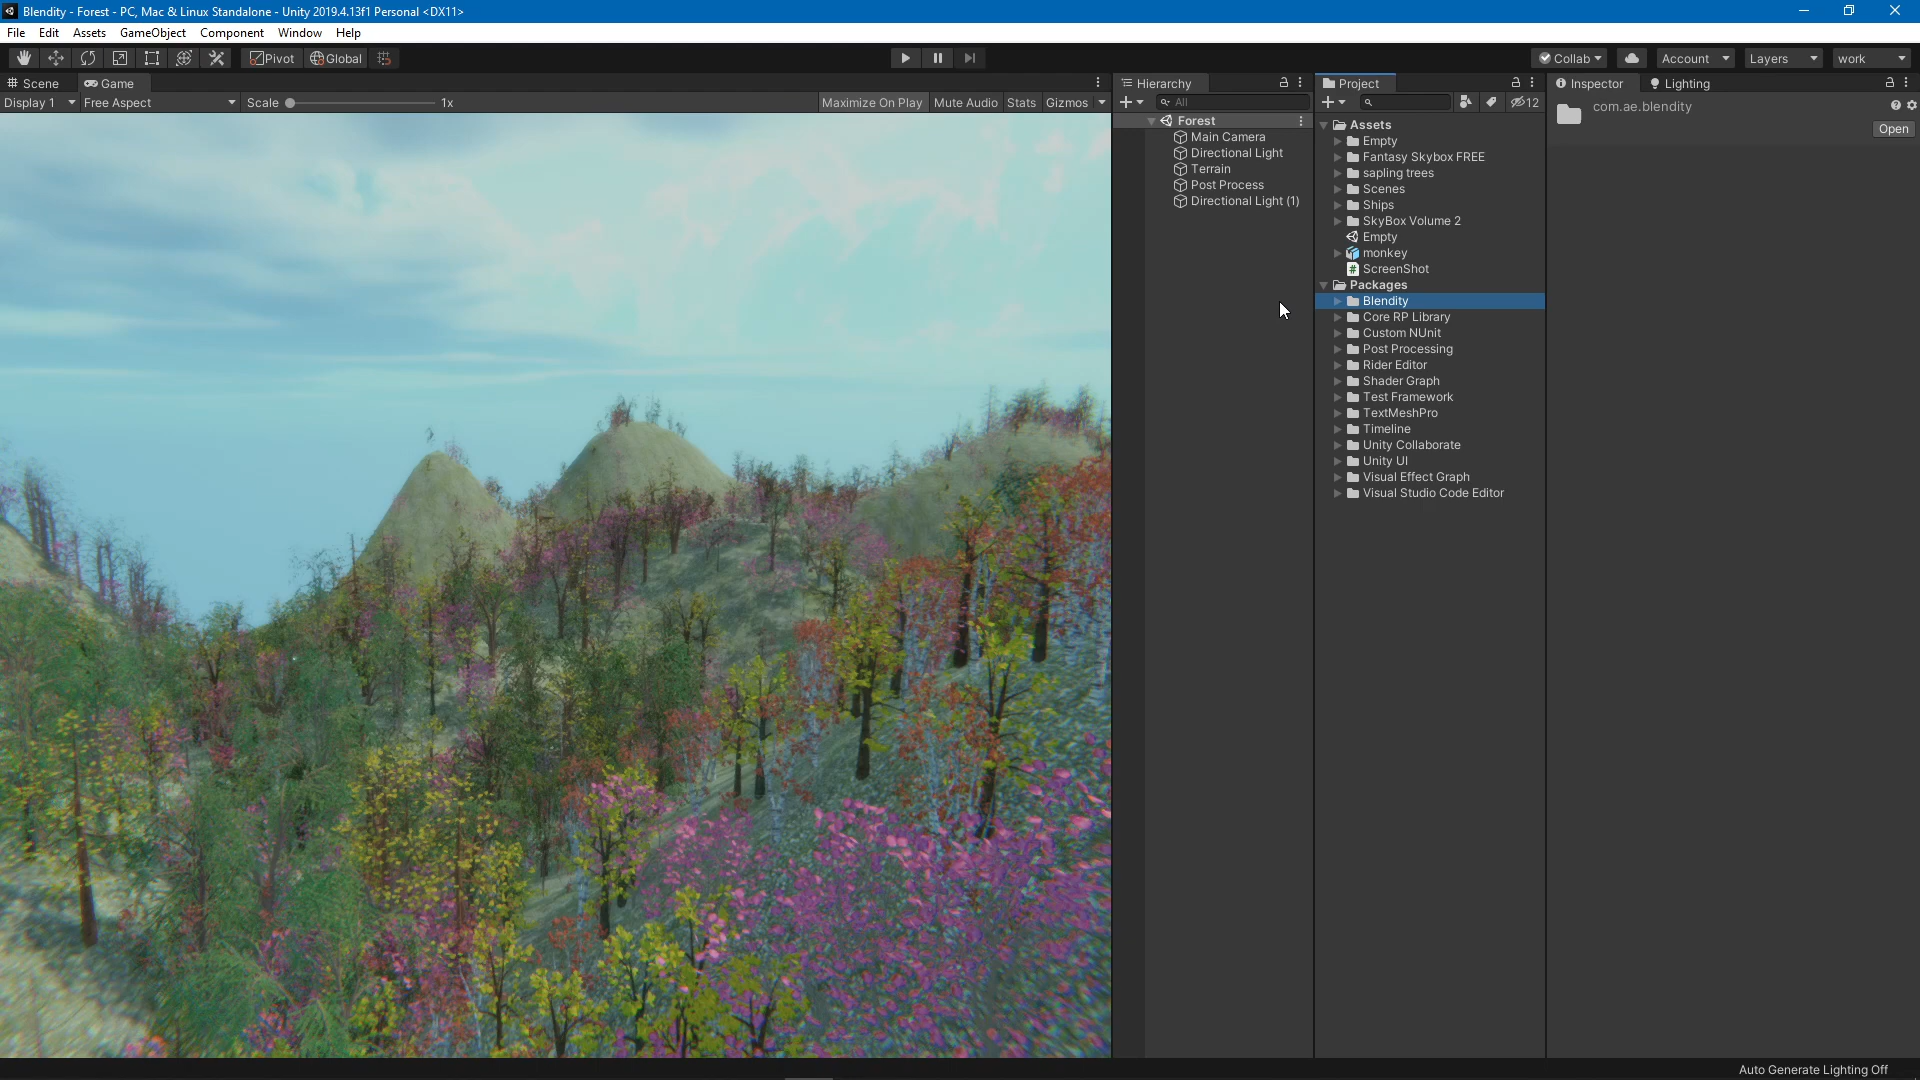 Blendity - Forest - PC, Mac & Linux Standalone - Unity 2019.4.13f1 Personal <DX11>
File Edit Assets GameObject Component Window Help
Pivot Global Collab Account Layers work
Scene Game
Display 1 Free Aspect Scale 1x Maximize On Play Mute Audio Stats Gizmos
Hierarchy
All
Forest
Main Camera
Directional Light
Terrain
Post Process
Directional Light (1)
Project
12
Assets
Empty
Fantasy Skybox FREE
sapling trees
Scenes
Ships
SkyBox Volume 2
Empty
monkey
ScreenShot
Packages
Blendity
Core RP Library
Custom NUnit
Post Processing
Rider Editor
Shader Graph
Test Framework
TextMeshPro
Timeline
Unity Collaborate
Unity UI
Visual Effect Graph
Visual Studio Code Editor
Inspector Lighting
com.ae.blendity
Open
Auto Generate Lighting Off